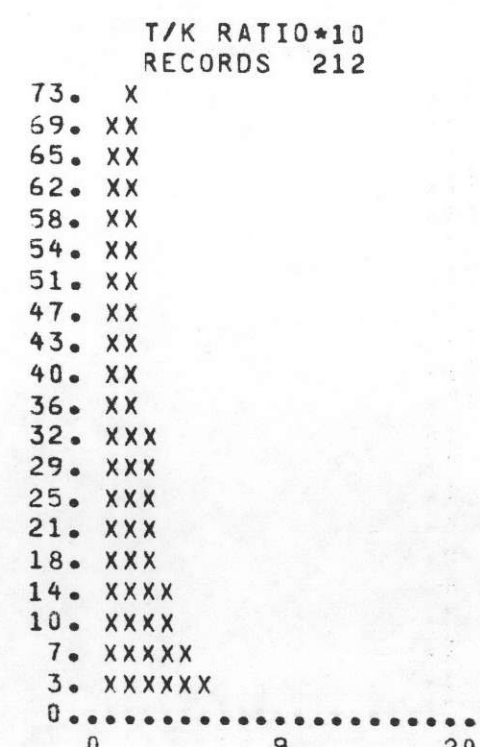 T/K RATIO*10
RECORDS 212
73. X
69. XX
65. XX
62. XX
58. XX
54. XX
51. XX
47. XX
43. XX
40. XX
36. XX
32. XXX
29. XXX
25. XXX
21. XXX
18. XXX
14. XXXX
10. XXXX
7. XXXXX
3. XXXXXX
0.....................
0 9 20